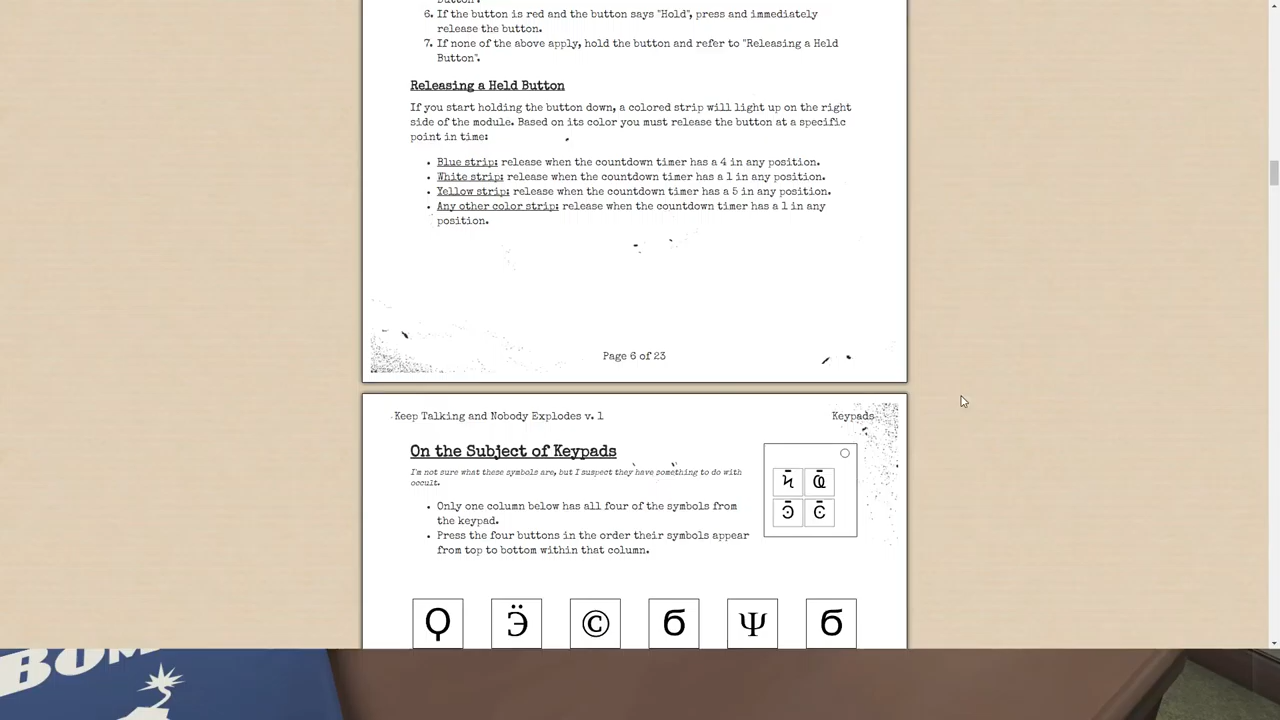 Button".
6. If the button is red and the button says "Hold", press and immediately
release the button.
7. If none of the above apply, hold the button and refer to "Releasing a Held
Button".
Releasing a Held Button
If you start holding the button down, a colored strip will light up on the right
side of the module. Based on its color you must release the button at a specific
point in time:
• Blue strip: release when the countdown timer has a 4 in any position.
• White strip: release when the countdown timer has a 1 in any position.
• Yellow strip: release when the countdown timer has a 5 in any position.
• Any other color strip: release when the countdown timer has a 1 in any
position.
Page 6 of 23
Keep Talking and Nobody Explodes v. 1
Keypads
On the Subject of Keypads
I'm not sure what these symbols are, but I suspect they have something to do with
occult.
• Only one column below has all four of the symbols from
the keypad.
• Press the four buttons in the order their symbols appear
from top to bottom within that column.
Ϙ Ӭ © б Ψ б